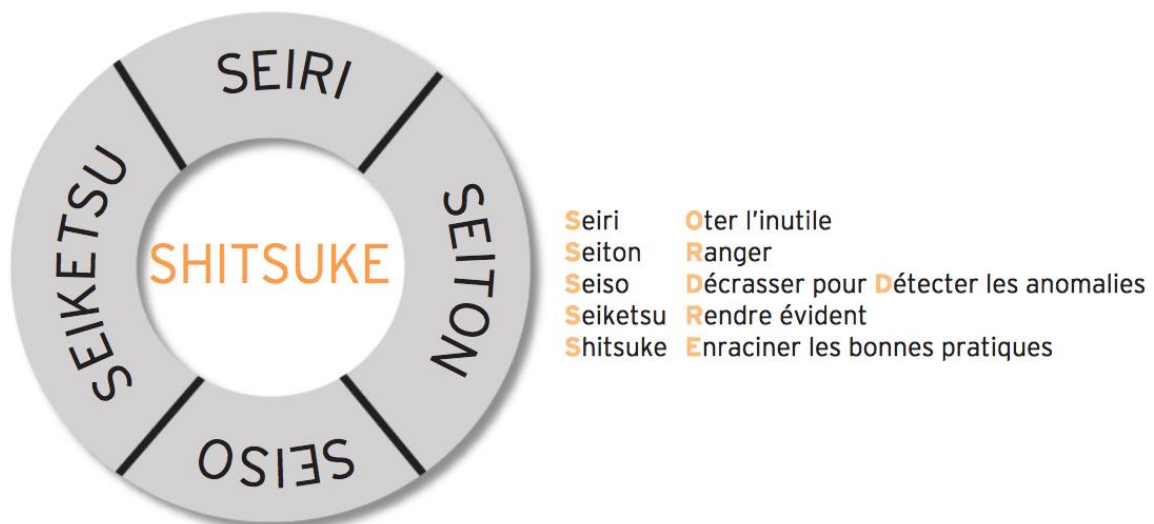 SEIRI
SEITON
SEISO
SEIKETSU
SHITSUKE
Seiri Oter l'inutile
Seiton Ranger
Seiso Décrasser pour Détecter les anomalies
Seiketsu Rendre évident
Shitsuke Enraciner les bonnes pratiques